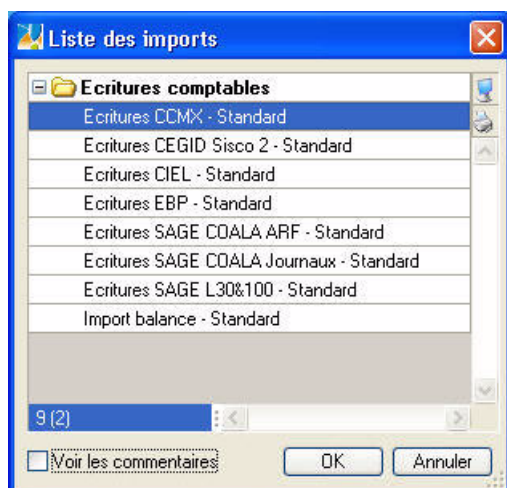 Liste des imports
Ecritures comptables
Ecritures CCMX - Standard
Ecritures CEGID Sisco 2 - Standard
Ecritures CIEL - Standard
Ecritures EBP - Standard
Ecritures SAGE COALA ARF - Standard
Ecritures SAGE COALA Journaux - Standard
Ecritures SAGE L30&100 - Standard
Import balance - Standard
9 (2)
Voir les commentaires OK Annuler